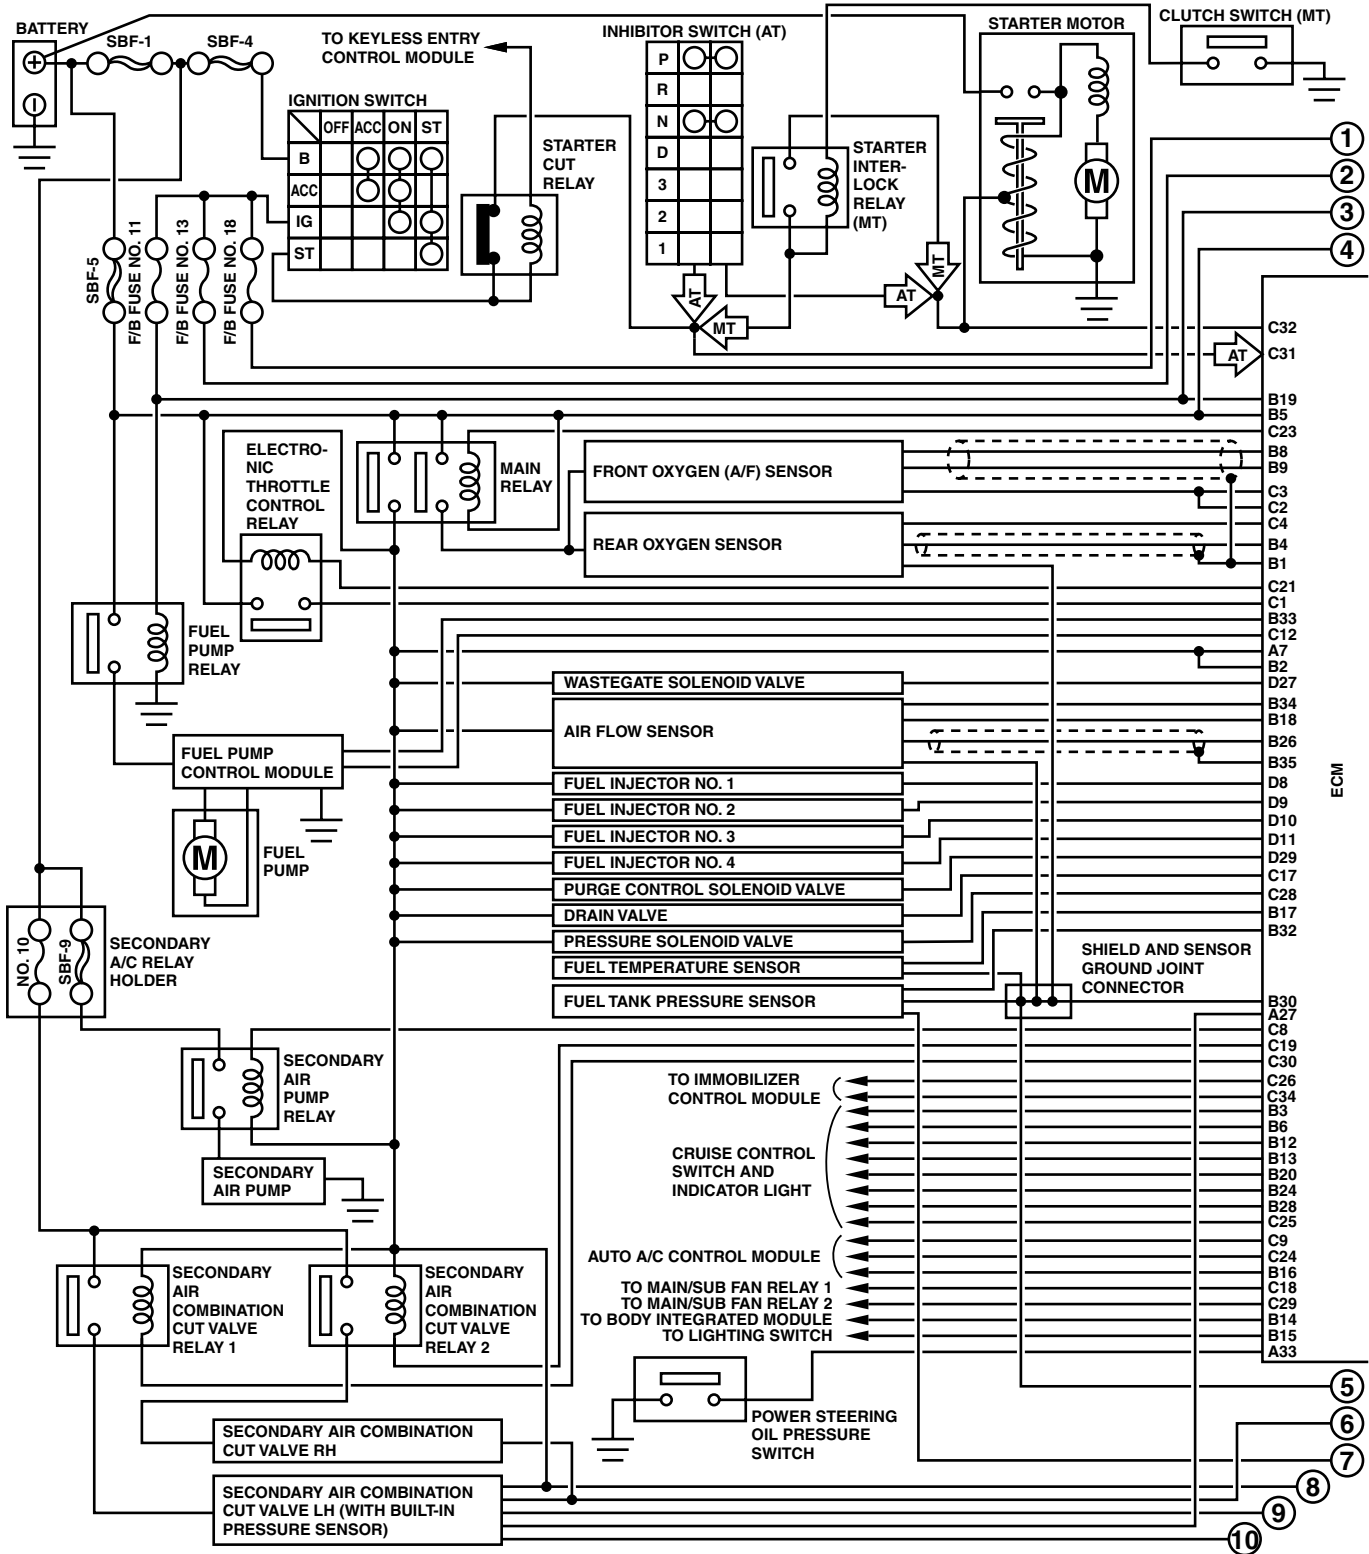 BATTERY
SBF-1
SBF-4
TO KEYLESS ENTRY
CONTROL MODULE
IGNITION SWITCH
OFF ACC ON ST
B
ACC
IG
ST
STARTER
CUT
RELAY
INHIBITOR SWITCH (AT)
P
R
N
D
3
2
1
STARTER
INTER-
LOCK
RELAY
(MT)
STARTER MOTOR
M
CLUTCH SWITCH (MT)
1
2
3
4
SBF-5
F/B FUSE NO. 11
F/B FUSE NO. 13
F/B FUSE NO. 18
AT
MT
AT
MT
AT
C32
C31
B19
B5
C23
B8
B9
C3
C2
C4
B4
B1
C21
C1
B33
C12
A7
B2
D27
B34
B18
B26
B35
D8
D9
D10
D11
D29
C17
C28
B17
B32
B30
A27
C8
C19
C30
C26
C34
B3
B6
B12
B13
B20
B24
B28
C25
C9
C24
B16
C18
C29
B14
B15
A33
ECM
ELECTRO-
NIC
THROTTLE
CONTROL
RELAY
MAIN
RELAY
FRONT OXYGEN (A/F) SENSOR
REAR OXYGEN SENSOR
FUEL
PUMP
RELAY
WASTEGATE SOLENOID VALVE
AIR FLOW SENSOR
FUEL PUMP
CONTROL MODULE
M
FUEL
PUMP
FUEL INJECTOR NO. 1
FUEL INJECTOR NO. 2
FUEL INJECTOR NO. 3
FUEL INJECTOR NO. 4
PURGE CONTROL SOLENOID VALVE
DRAIN VALVE
PRESSURE SOLENOID VALVE
FUEL TEMPERATURE SENSOR
FUEL TANK PRESSURE SENSOR
SHIELD AND SENSOR
GROUND JOINT
CONNECTOR
NO. 10
SBF-9
SECONDARY
A/C RELAY
HOLDER
SECONDARY
AIR
PUMP
RELAY
SECONDARY
AIR PUMP
TO IMMOBILIZER
CONTROL MODULE
CRUISE CONTROL
SWITCH AND
INDICATOR LIGHT
AUTO A/C CONTROL MODULE
TO MAIN/SUB FAN RELAY 1
TO MAIN/SUB FAN RELAY 2
TO BODY INTEGRATED MODULE
TO LIGHTING SWITCH
SECONDARY
AIR
COMBINATION
CUT VALVE
RELAY 1
SECONDARY
AIR
COMBINATION
CUT VALVE
RELAY 2
POWER STEERING
OIL PRESSURE
SWITCH
SECONDARY AIR COMBINATION
CUT VALVE RH
SECONDARY AIR COMBINATION
CUT VALVE LH (WITH BUILT-IN
PRESSURE SENSOR)
5
6
7
8
9
10